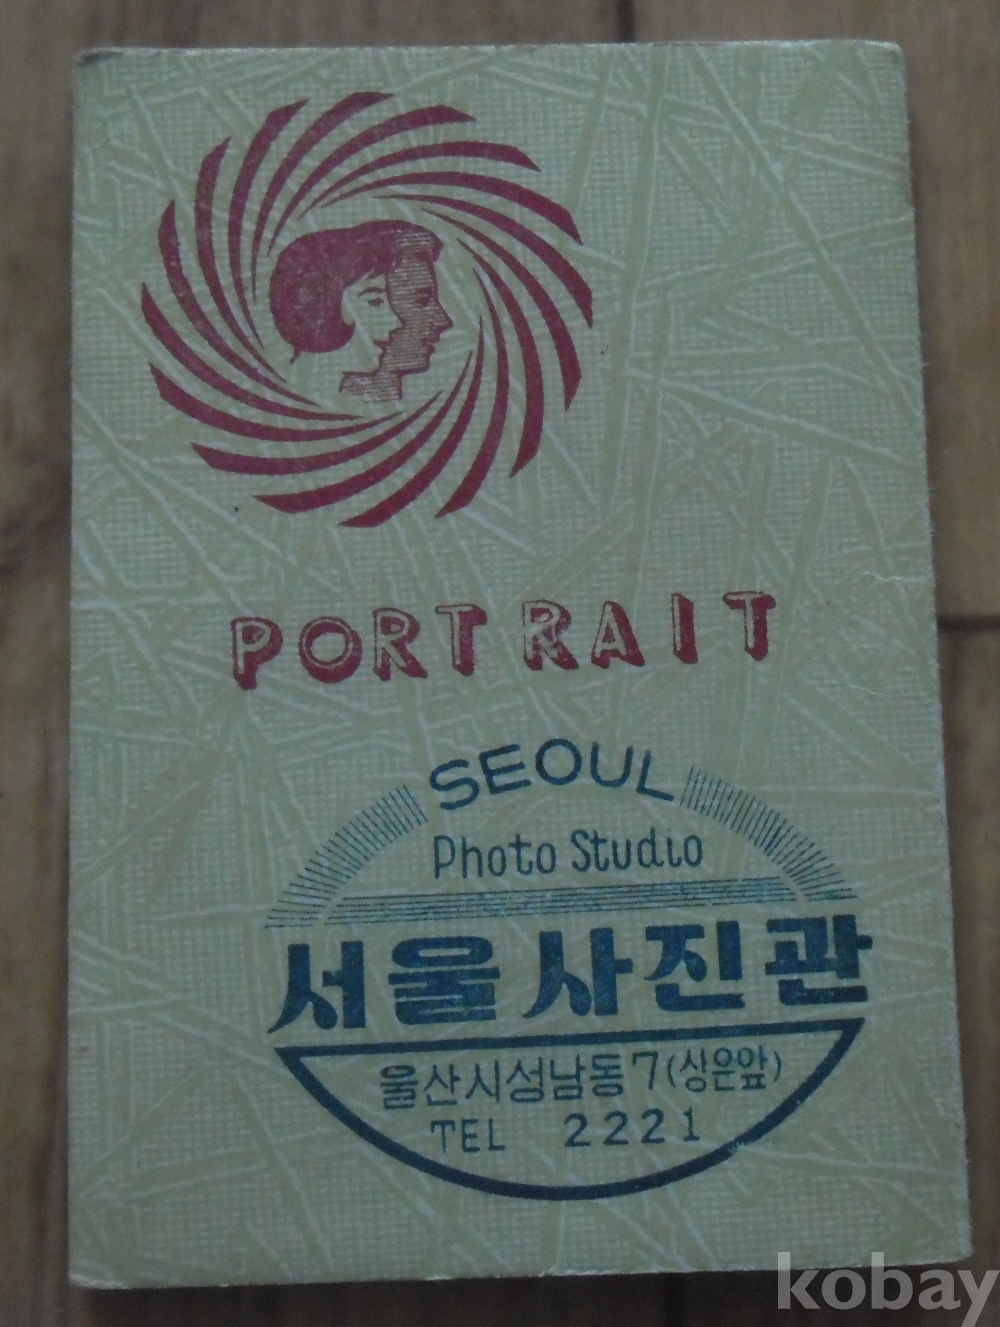 PORTRAIT
SEOUL
Photo Studio
서울 사진관
울산시성남동 7 (상은앞)
TEL 2221
kobay